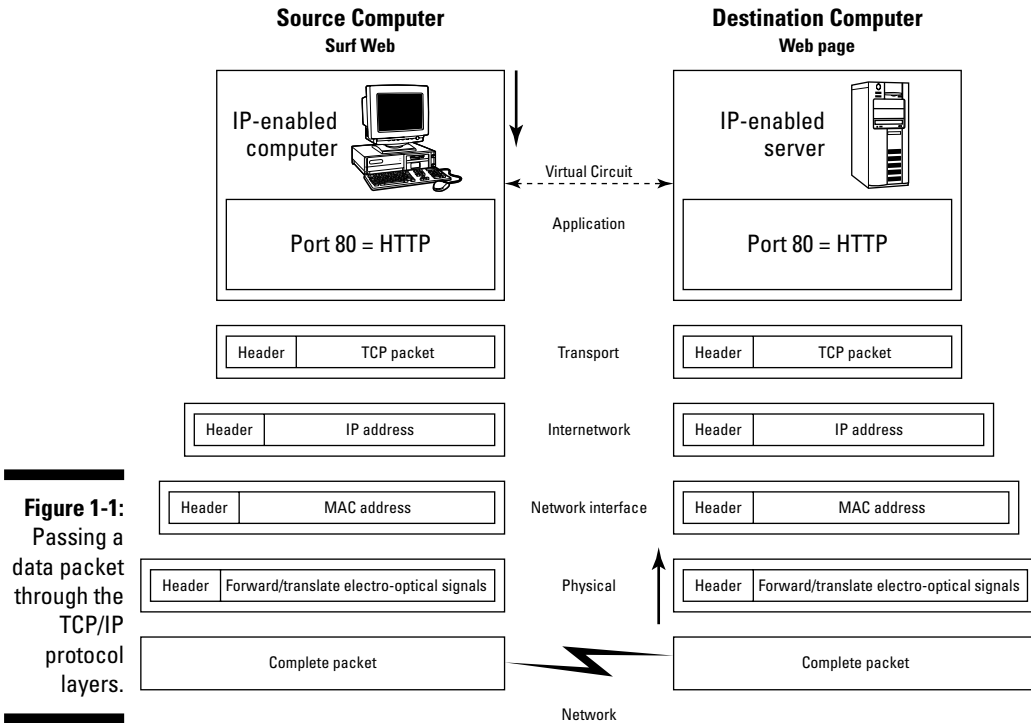 Source Computer
Surf Web
Destination Computer
Web page
IP-enabled
computer
IP-enabled
server
Virtual Circuit
Application
Port 80 = HTTP
Port 80 = HTTP
Header
TCP packet
Transport
Header
TCP packet
Header
IP address
Internetwork
Header
IP address
Header
MAC address
Network interface
Header
MAC address
Header
Forward/translate electro-optical signals
Physical
Header
Forward/translate electro-optical signals
Complete packet
Complete packet
Network
Figure 1-1:
Passing a
data packet
through the
TCP/IP
protocol
layers.